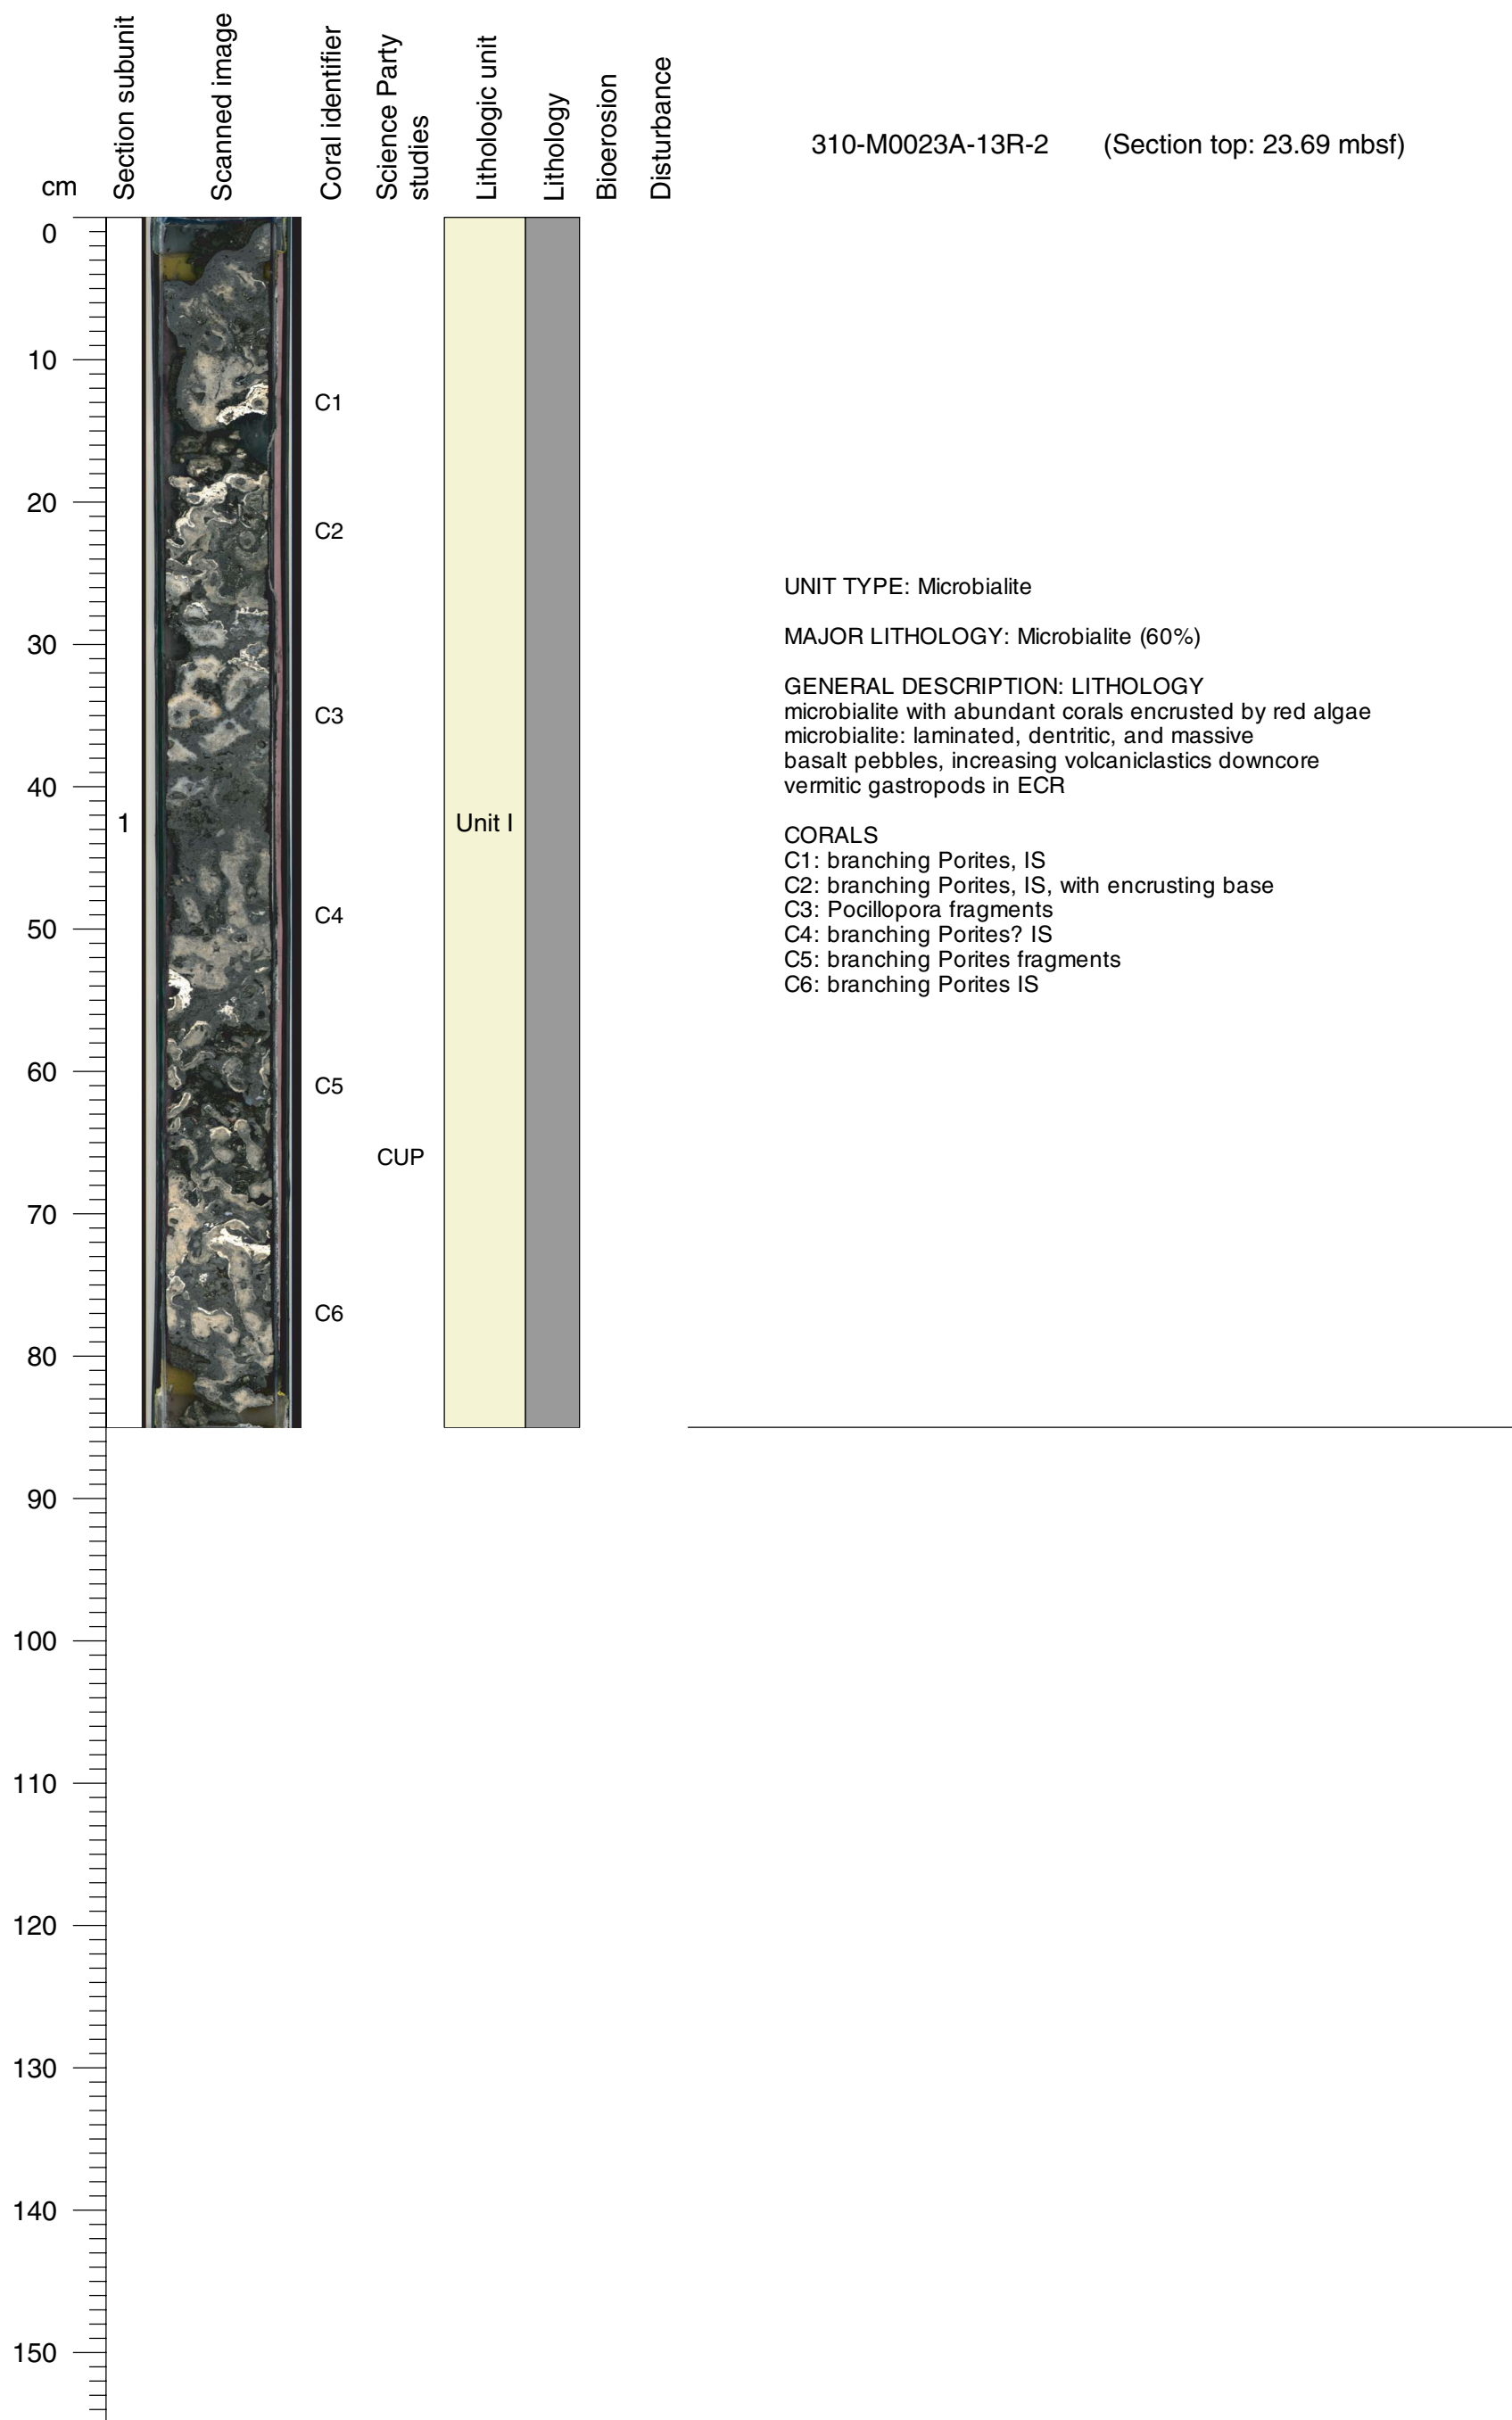 cm
Section subunit
Scanned image
Coral identifier
Science Party
studies
Lithologic unit
Lithology
Bioerosion
Disturbance
310-M0023A-13R-2 (Section top: 23.69 mbsf)
0
10
C1
20
C2
UNIT TYPE: Microbialite
30
MAJOR LITHOLOGY: Microbialite (60%)
GENERAL DESCRIPTION: LITHOLOGY
microbialite with abundant corals encrusted by red algae
microbialite: laminated, dentritic, and massive
basalt pebbles, increasing volcaniclastics downcore
vermitic gastropods in ECR
C3
40
1
Unit I
CORALS
C1: branching Porites, IS
C2: branching Porites, IS, with encrusting base
C3: Pocillopora fragments
C4: branching Porites? IS
C5: branching Porites fragments
C6: branching Porites IS
C4
50
60
C5
CUP
70
C6
80
90
100
110
120
130
140
150